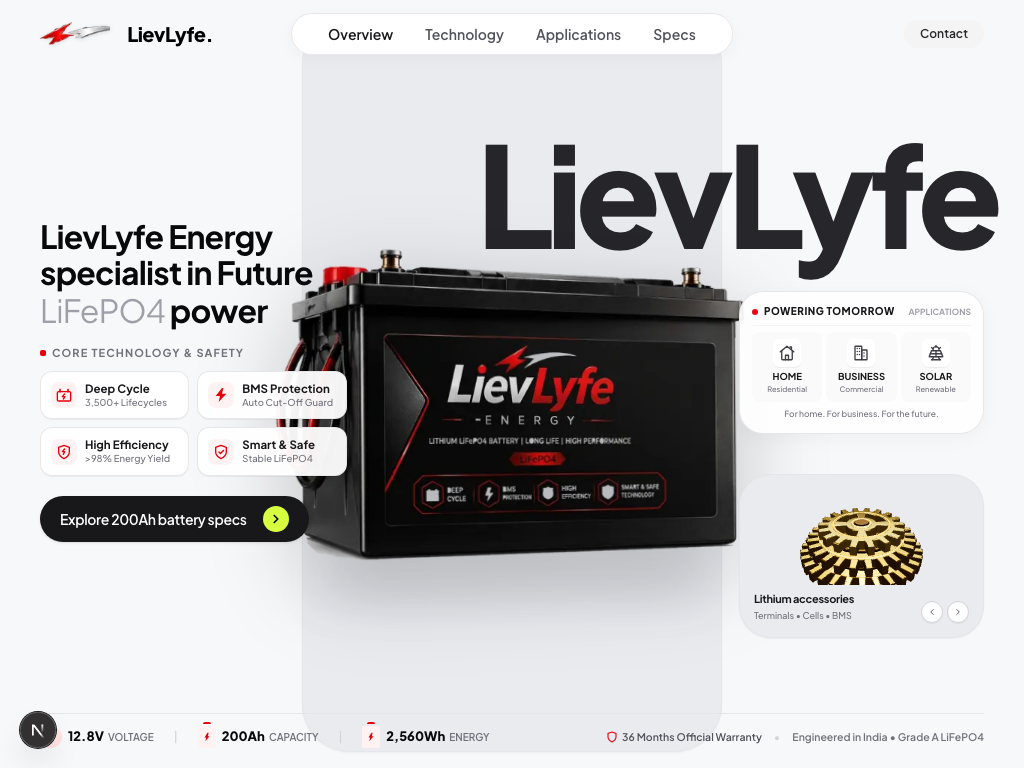 LievLyfe.
Overview Technology Applications Specs
Contact
LievLyfe
LievLyfe Energy
specialist in Future
LiFePO4 power
CORE TECHNOLOGY & SAFETY
Deep Cycle
3,500+ Lifecycles
BMS Protection
Auto Cut-Off Guard
High Efficiency
>98% Energy Yield
Smart & Safe
Stable LiFePO4
Explore 200Ah battery specs
LievLyfe
ENERGY
LITHIUM LiFePO4 BATTERY | LONG LIFE | HIGH PERFORMANCE
LiFePO4
DEEP
CYCLE
BMS
PROTECTION
HIGH
EFFICIENCY
SMART & SAFE
TECHNOLOGY
POWERING TOMORROW APPLICATIONS
HOME
Residential
BUSINESS
Commercial
SOLAR
Renewable
For home. For business. For the future.
Lithium accessories
Terminals • Cells • BMS
N
12.8V VOLTAGE
200Ah CAPACITY
2,560Wh ENERGY
36 Months Official Warranty
Engineered in India • Grade A LiFePO4